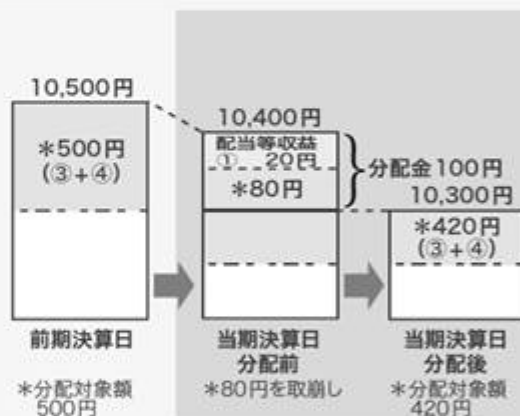 10,500円
＊500円
(③+④)
前期決算日
＊分配対象額
500円
10,400円
配当等収益
① 20円
＊80円
分配金100円
当期決算日
分配前
＊80円を取崩し
10,300円
＊420円
(③+④)
当期決算日
分配後
＊分配対象額
420円